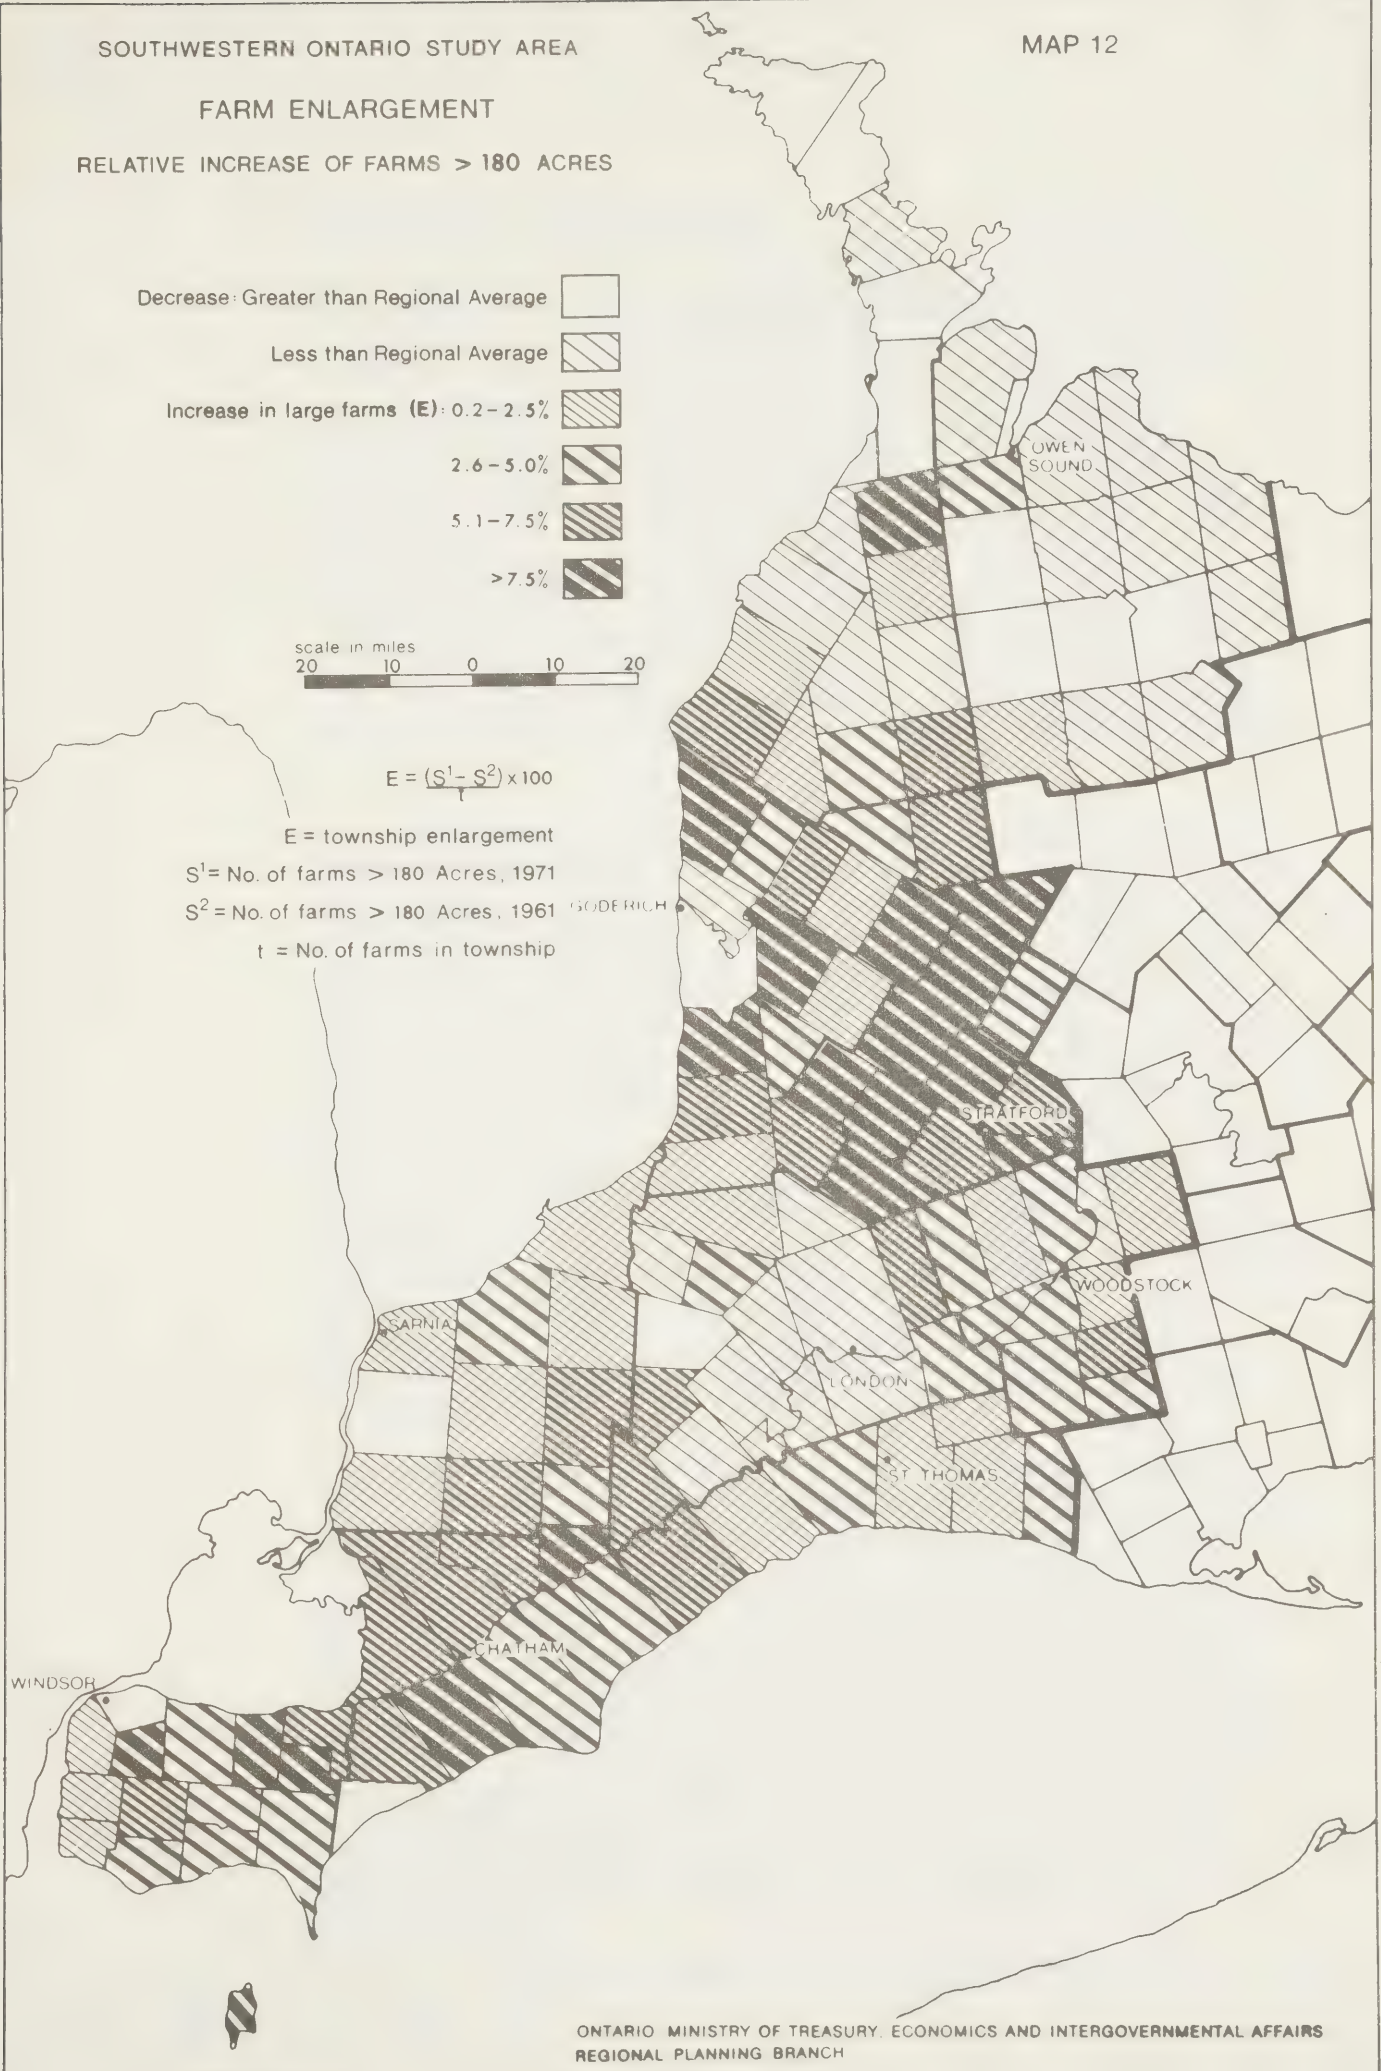 SOUTHWESTERN ONTARIO STUDY AREA
MAP 12
FARM ENLARGEMENT
RELATIVE INCREASE OF FARMS > 180 ACRES
Decrease: Greater than Regional Average
Less than Regional Average
Increase in large farms (E): 0.2-2.5%
2.6-5.0%
5.1-7.5%
>7.5%
scale in miles
20 10 0 10 20
E = (S¹- S²) x 100
t
E = township enlargement
S¹= No. of farms > 180 Acres, 1971
S² = No. of farms > 180 Acres, 1961
t = No. of farms in township
OWEN
SOUND
GODERICH
STRATFORD
WOODSTOCK
SARNIA
LONDON
ST. THOMAS
CHATHAM
WINDSOR
ONTARIO MINISTRY OF TREASURY, ECONOMICS AND INTERGOVERNMENTAL AFFAIRS
REGIONAL PLANNING BRANCH